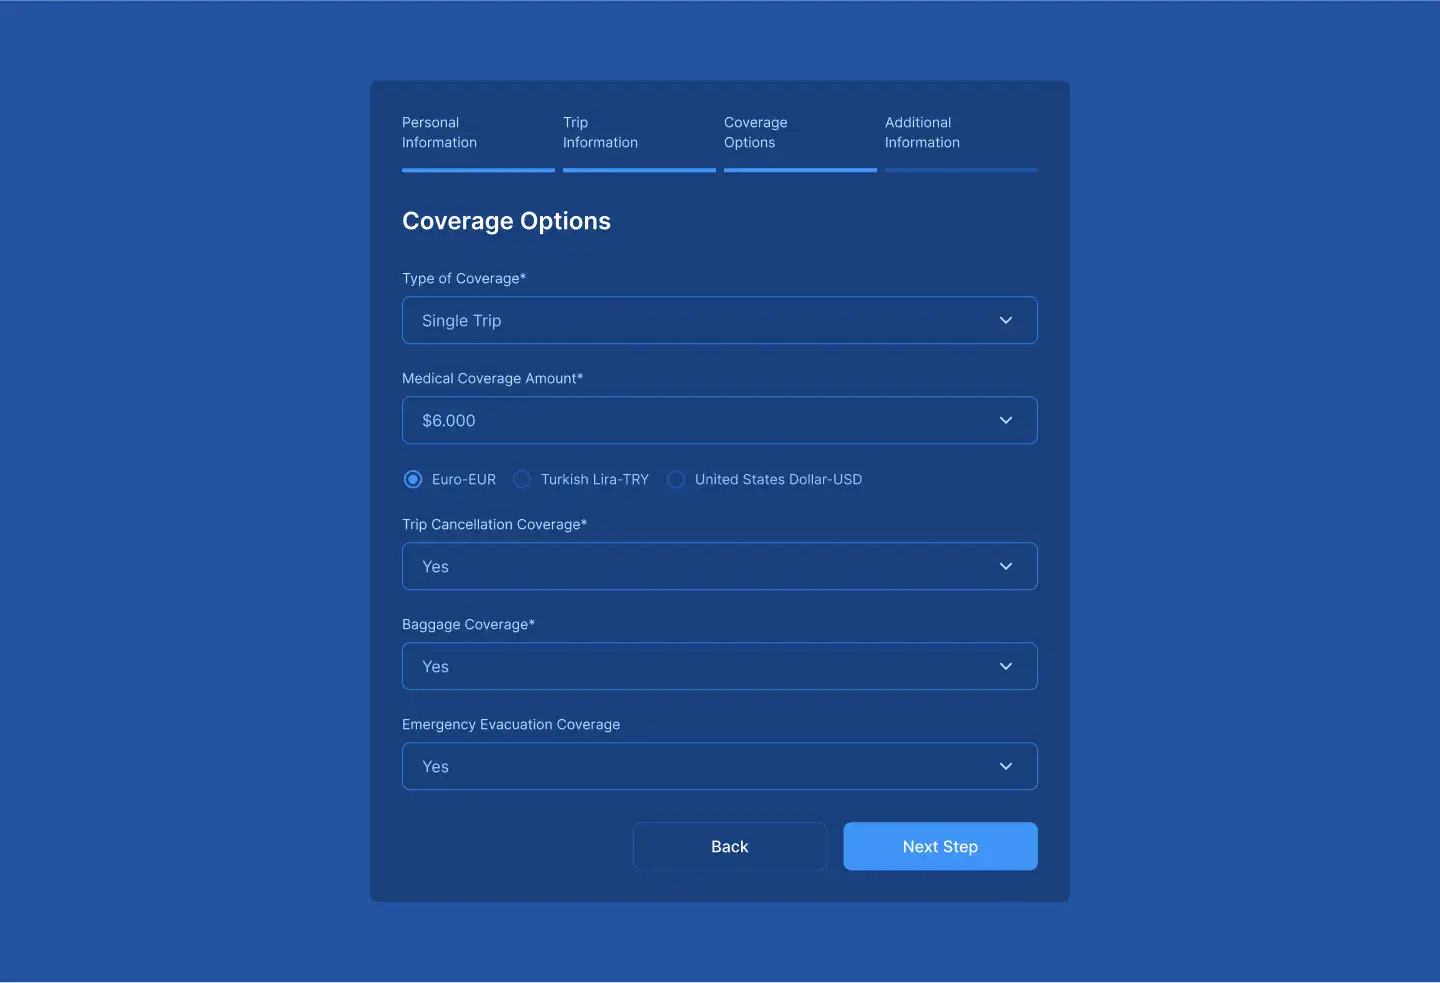 Personal
Information
Trip
Information
Coverage
Options
Additional
Information
Coverage Options
Type of Coverage*
Single Trip
Medical Coverage Amount*
$6.000
Euro-EUR
Turkish Lira-TRY
United States Dollar-USD
Trip Cancellation Coverage*
Yes
Baggage Coverage*
Yes
Emergency Evacuation Coverage
Yes
Back
Next Step